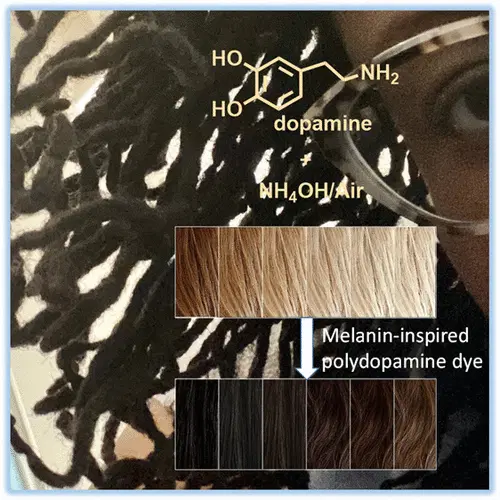 HO
NH₂
HO
dopamine
+
NH₄OH/Air
Melanin-inspired
polydopamine dye